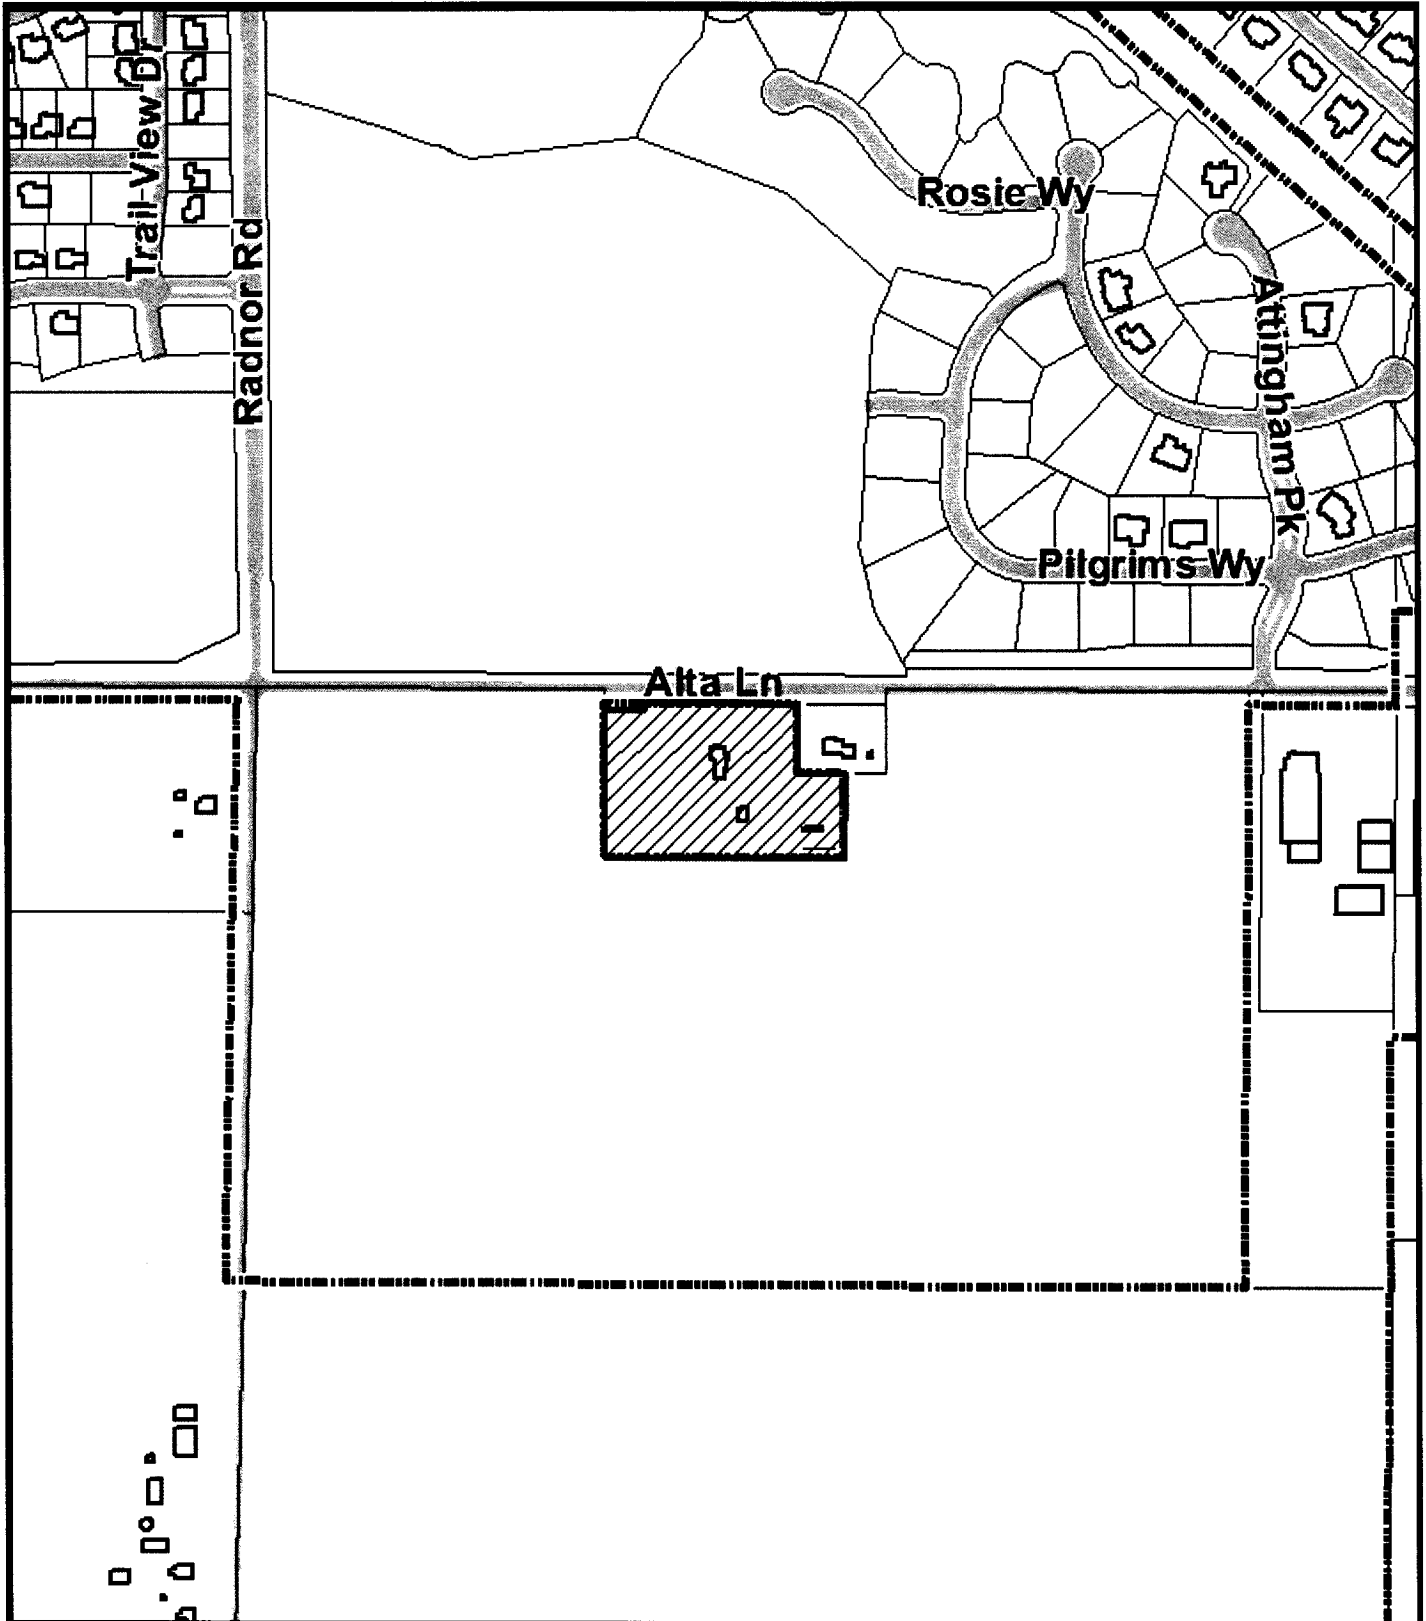 Trail-View Dr
Radnor Rd
Rosie Wy
Attingham Pk
Pilgrims Wy
Alta Ln